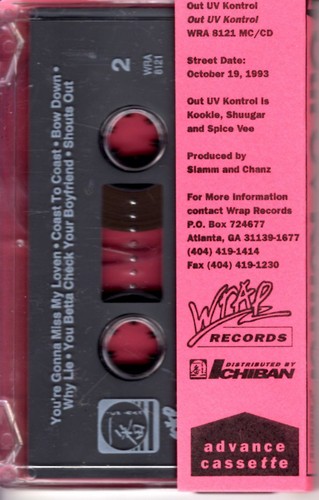 Out UV Kontrol
Out UV Kontrol
WRA 8121 MC/CD
Street Date:
October 19, 1993
Out UV Kontrol is
Kookie, Shuugar
and Spice Vee
Produced by
Slamm and Chanz
For More Information
contact Wrap Records
P.O. Box 724677
Atlanta, GA 31139-1677
(404) 419-1414
Fax (404) 419-1230
Wrap
RECORDS
DISTRIBUTED BY
ICHIBAN
advance
cassette
2
WRA
8121
You're Gonna Miss My Loven • Coast To Coast • Bow Down •
Why Lie • You Betta Check Your Boyfriend • Shouts Out